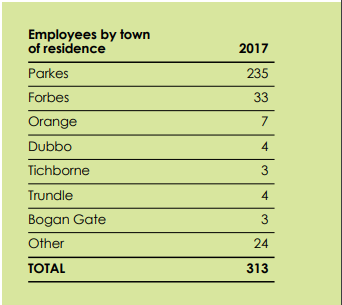 Employees by town
of residence 2017
Parkes 235
Forbes 33
Orange 7
Dubbo 4
Tichborne 3
Trundle 4
Bogan Gate 3
Other 24
TOTAL 313